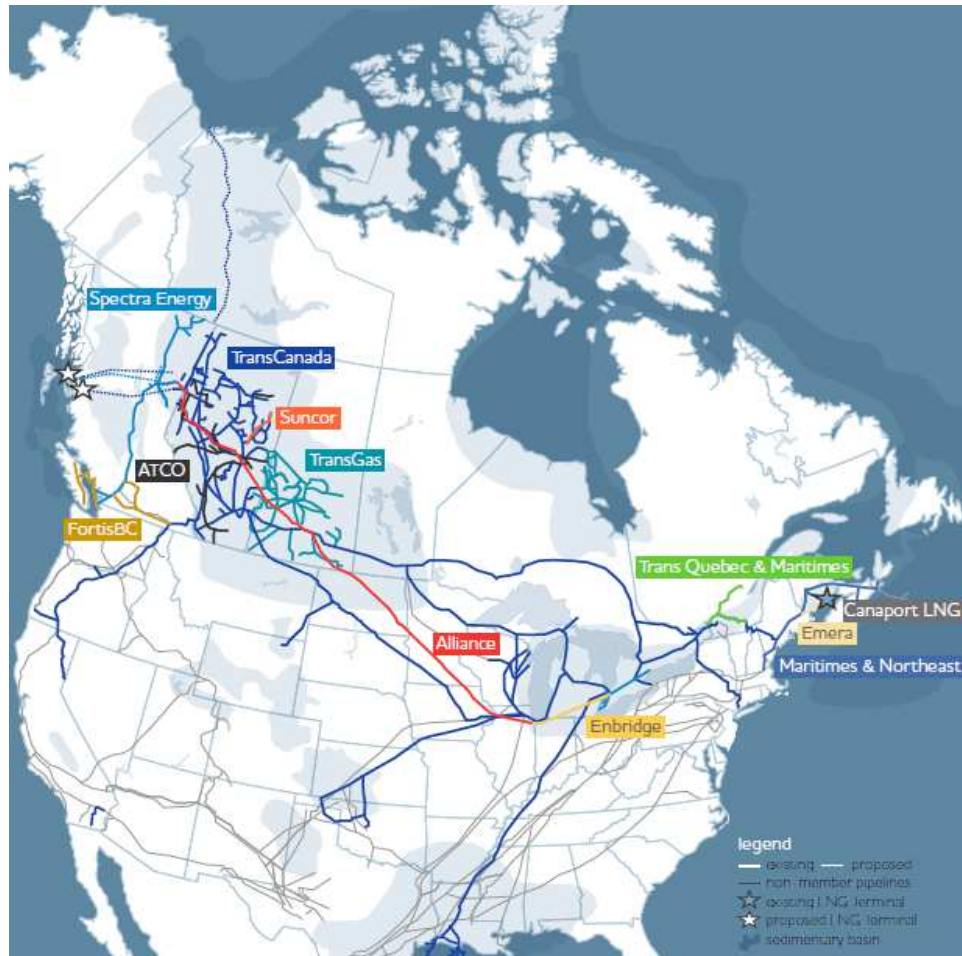 Spectra Energy
TransCanada
Suncor
TransGas
ATCO
FortisBC
Trans Quebec & Maritimes
Canaport LNG
Emera
Alliance
Maritimes & Northeast
Enbridge
legend
existing proposed
non-member pipelines
existing LNG Terminal
proposed LNG Terminal
sedimentary basin